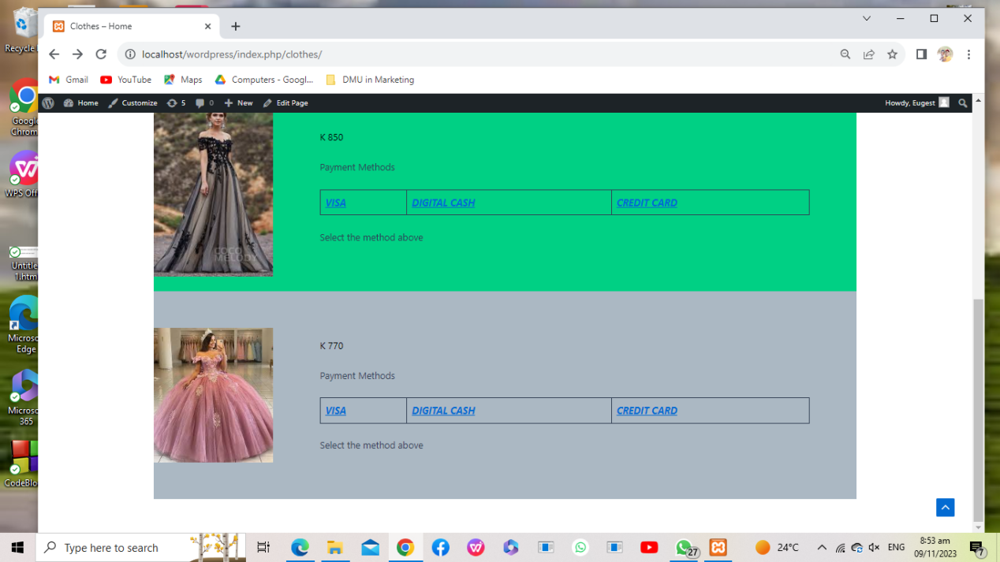 Recycle
Clothes – Home
localhost/wordpress/index.php/clothes/
Gmail
YouTube
Maps
Computers - Googl...
DMU in Marketing
Home
Customize
5
0
New
Edit Page
Howdy, Eugest
Google
Chrom
WPS Offi
Untitle
1.htm
Microso
Edge
Microso
365
CodeBlo
K 850
Payment Methods
VISA
DIGITAL CASH
CREDIT CARD
Select the method above
COCO
MELODY
K 770
Payment Methods
VISA
DIGITAL CASH
CREDIT CARD
Select the method above
Type here to search
27
24°C
ENG
8:53 am
09/11/2023
7